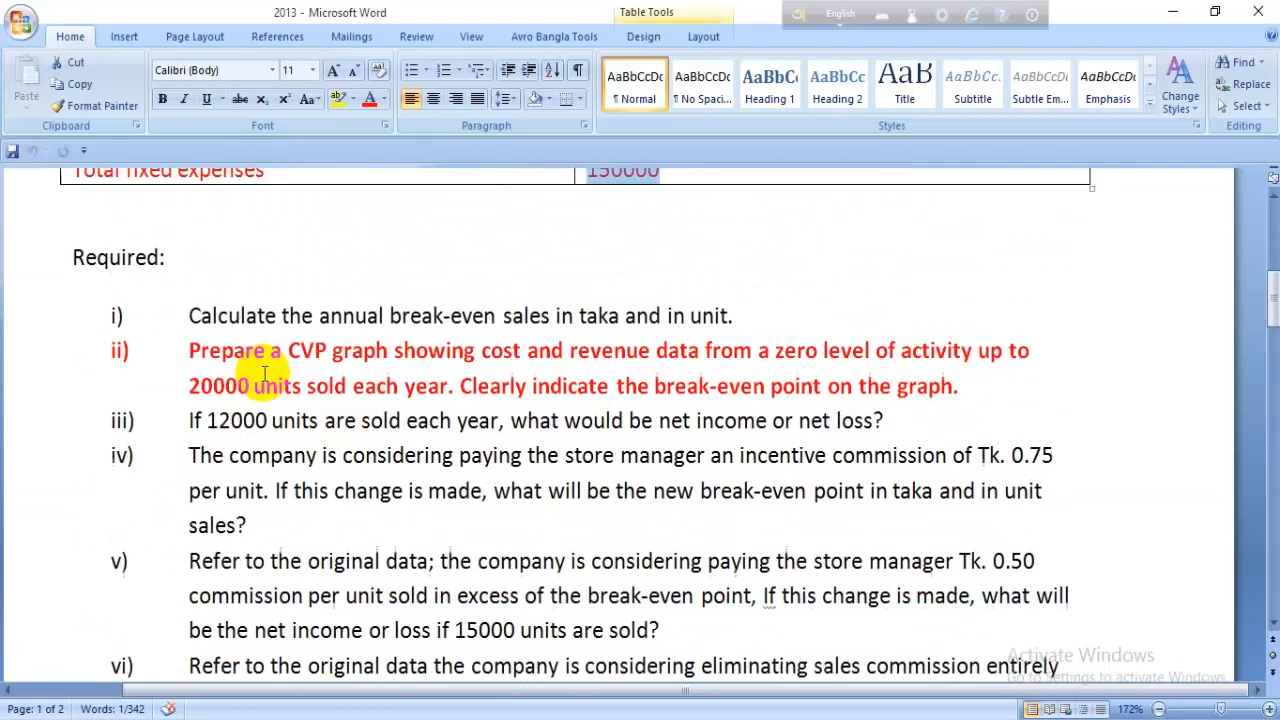 2013 - Microsoft Word
Table Tools
English
Home Insert Page Layout References Mailings Review View Avro Bangla Tools Design Layout
Paste
Cut
Copy
Format Painter
Clipboard
Calibri (Body) 11
Font
Paragraph
AaBbCcDc AaBbCcDc AaBbC AaBbCc AaB AaBbCc. AaBbCcDc AaBbCcDc
¶ Normal ¶ No Spaci... Heading 1 Heading 2 Title Subtitle Subtle Em... Emphasis
Styles
Change Styles
Find
Replace
Select
Editing
Total fixed expenses 150000
Required:
i) Calculate the annual break-even sales in taka and in unit.
ii) Prepare a CVP graph showing cost and revenue data from a zero level of activity up to
20000 units sold each year. Clearly indicate the break-even point on the graph.
iii) If 12000 units are sold each year, what would be net income or net loss?
iv) The company is considering paying the store manager an incentive commission of Tk. 0.75
per unit. If this change is made, what will be the new break-even point in taka and in unit
sales?
v) Refer to the original data; the company is considering paying the store manager Tk. 0.50
commission per unit sold in excess of the break-even point, If this change is made, what will
be the net income or loss if 15000 units are sold?
vi) Refer to the original data the company is considering eliminating sales commission entirely
Activate Windows
Go to Settings to activate Windows.
Page: 1 of 2 Words: 1/342 172%